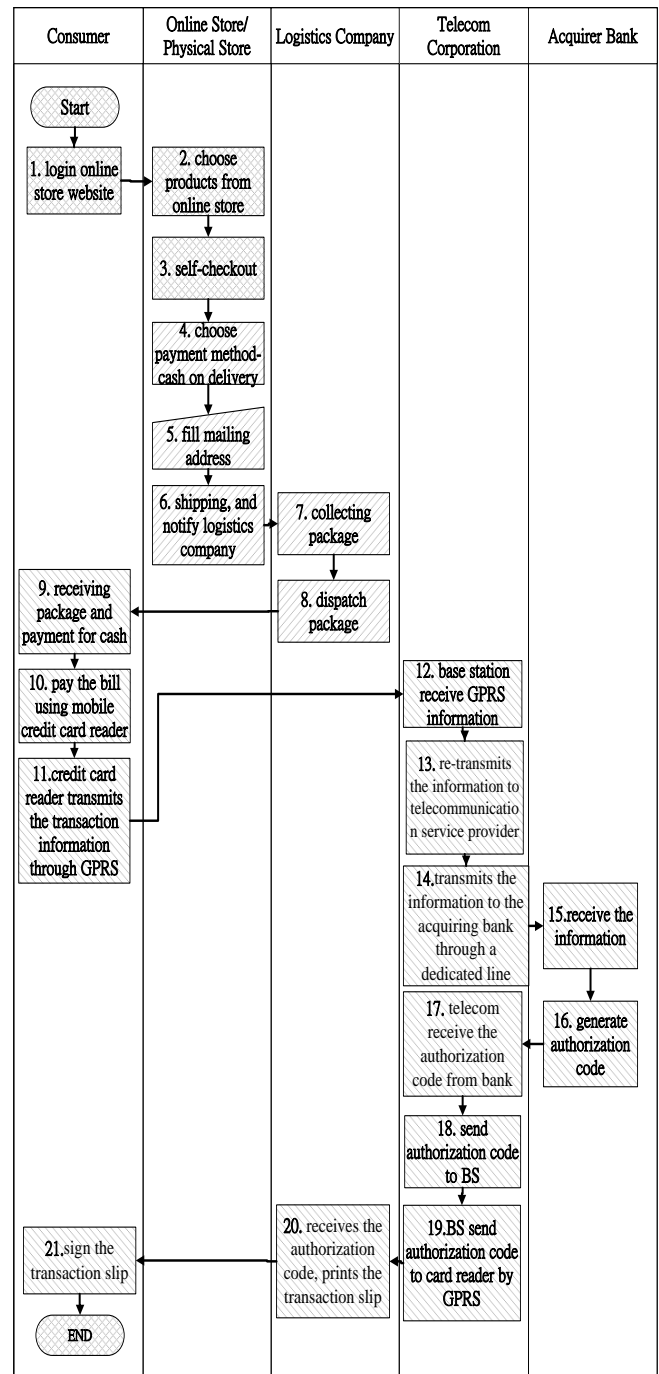 Consumer
Online Store/
Physical Store
Logistics Company
Telecom
Corporation
Acquirer Bank
Start
1. login online
store website
2. choose
products from
online store
3. self-checkout
4. choose
payment method-
cash on delivery
5. fill mailing
address
6. shipping, and
notify logistics
company
7. collecting
package
8. dispatch
package
9. receiving
package and
payment for cash
10. pay the bill
using mobile
credit card reader
11.credit card
reader transmits
the transaction
information
through GPRS
12. base station
receive GPRS
information
13. re-transmits
the information to
telecommunicatio
n service provider
14.transmits the
information to the
acquiring bank
through a
dedicated line
15.receive the
information
16. generate
authorization
code
17. telecom
receive the
authorization
code from bank
18. send
authorization code
to BS
19.BS send
authorization code
to card reader by
GPRS
20. receives the
authorization
code, prints the
transaction slip
21.sign the
transaction slip
END